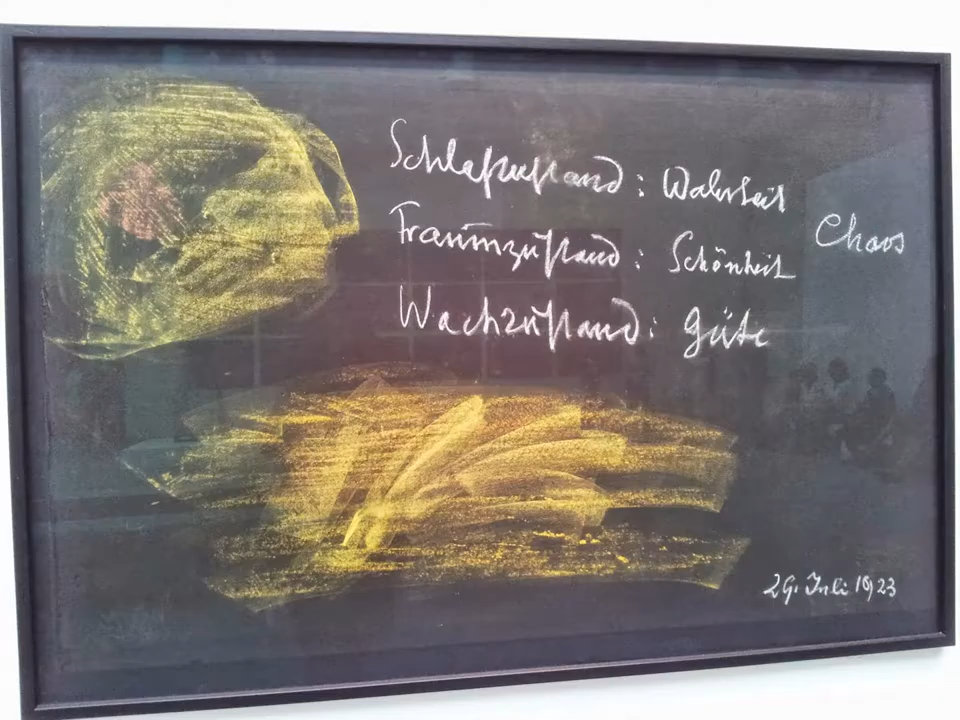 Schlafzustand : Wahrheit
Traumzustand : Schönheit
Chaos
Wachzustand : Güte
29. Juli 1923